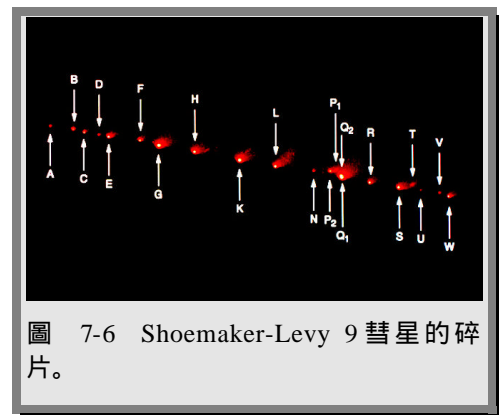 B D F H L P1 Q2 R T V
A C E G K N P2 Q1 S U W
圖 7-6 Shoemaker-Levy 9 彗星的碎
片。